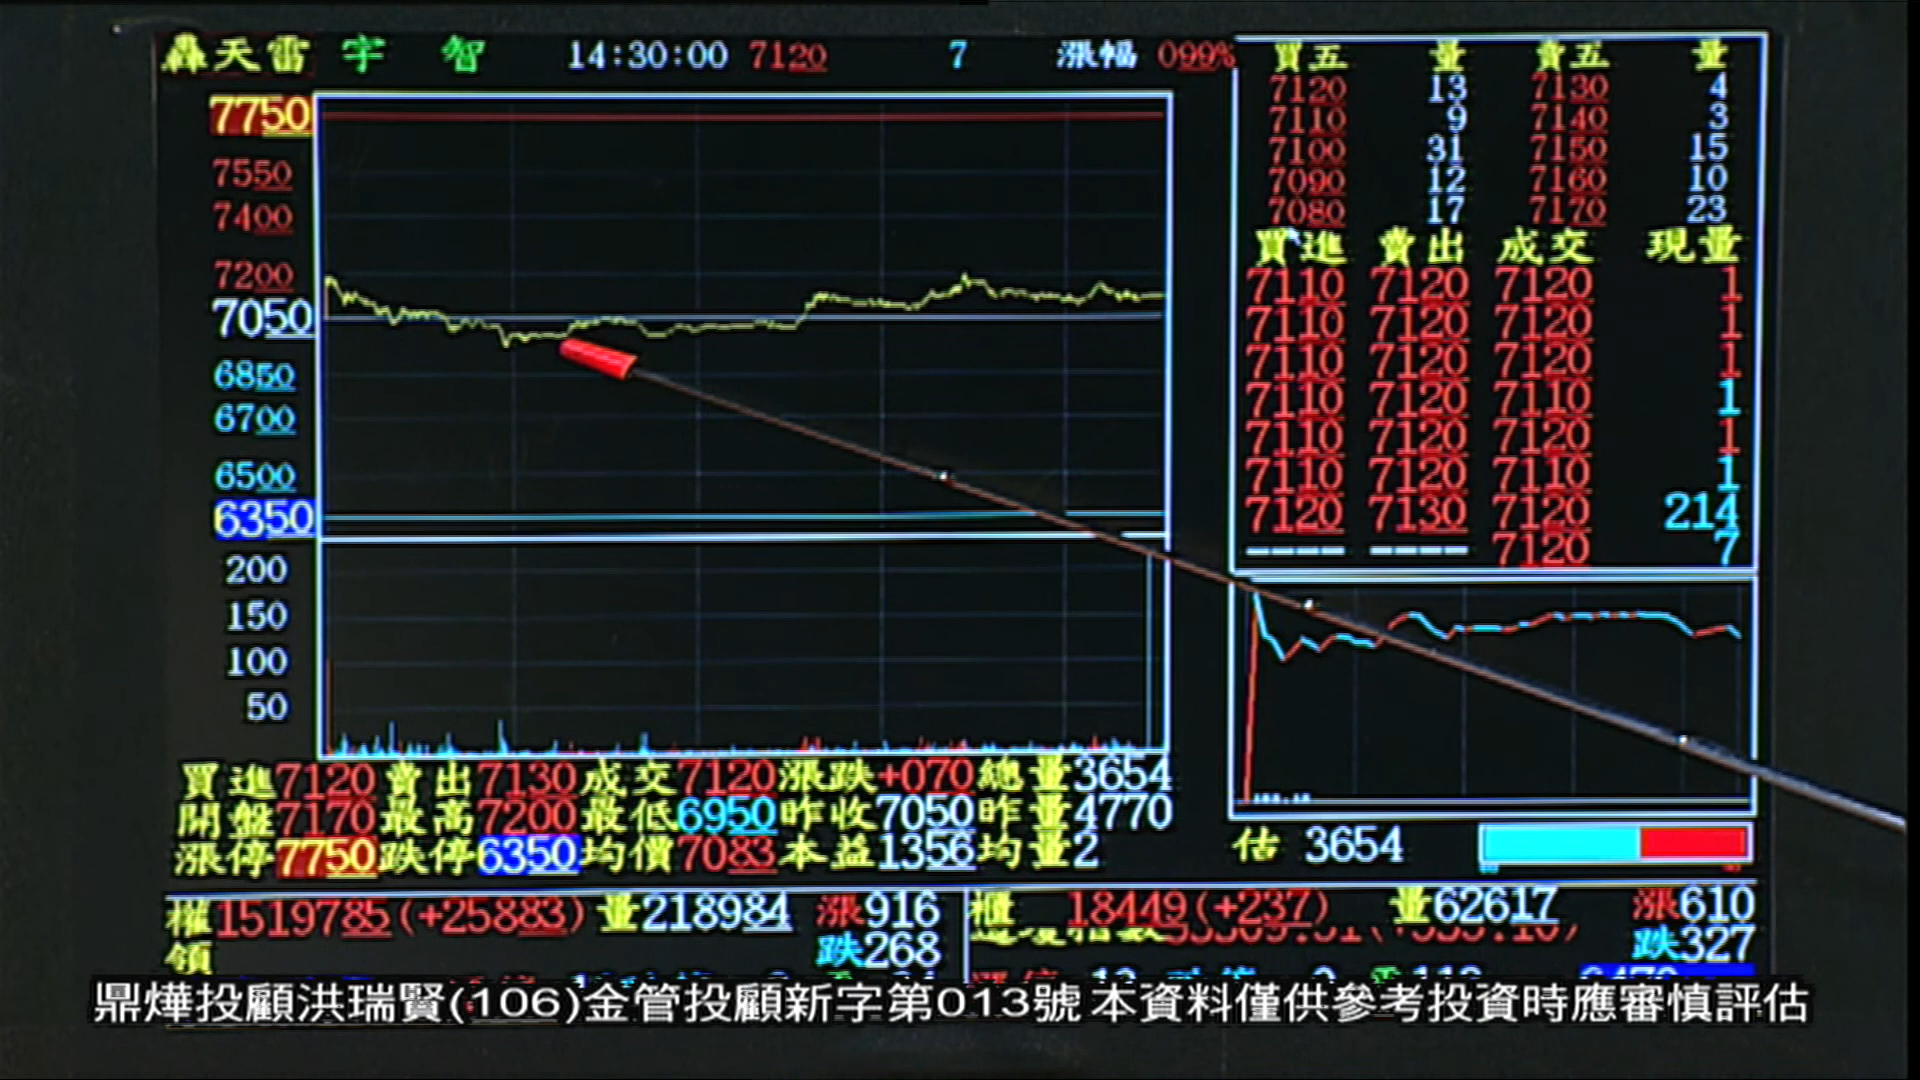 轟天雷 宇 智 14:30:00 7120 7 漲幅 099%
7750
7550
7400
7200
7050
6850
6700
6500
6350
200
150
100
50
買五 量 賣五 量
7120 13 7130 4
7110 9 7140 3
7100 31 7150 15
7090 12 7160 10
7080 17 7170 23
買進 賣出 成交 現量
7110 7120 7120 1
7110 7120 7120 1
7110 7120 7120 1
7110 7120 7110 1
7110 7120 7120 1
7110 7120 7110 1
7120 7130 7120 214
---- ---- 7120 7
估 3654
買進7120 賣出7130 成交7120 漲跌+070 總量3654
開盤7170 最高7200 最低6950 昨收7050 昨量4770
漲停7750 跌停6350 均價7083 本益1356 均量2
權1519785(+25883) 量218984 漲916
跌268
領
櫃 18449(+237) 量62617 漲610
跌327
鼎燁投顧洪瑞賢(106)金管投顧新字第013號 本資料僅供參考投資時應審慎評估